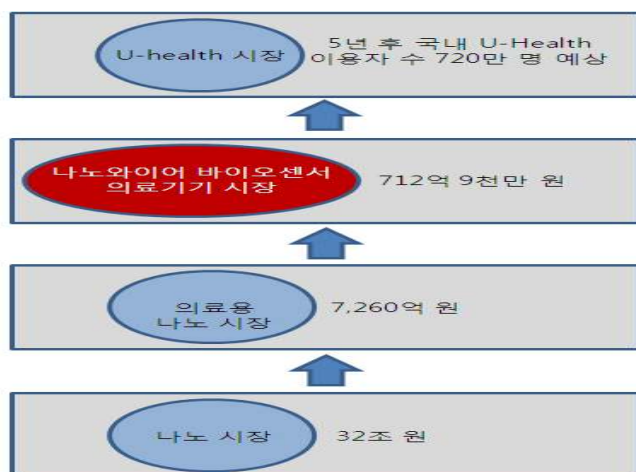 U-health 시장
5년 후 국내 U-Health
이용자 수 720만 명 예상
나노와이어 바이오센서
의료기기 시장
712억 9천만 원
의료용
나노 시장
7,260억 원
나노 시장
32조 원